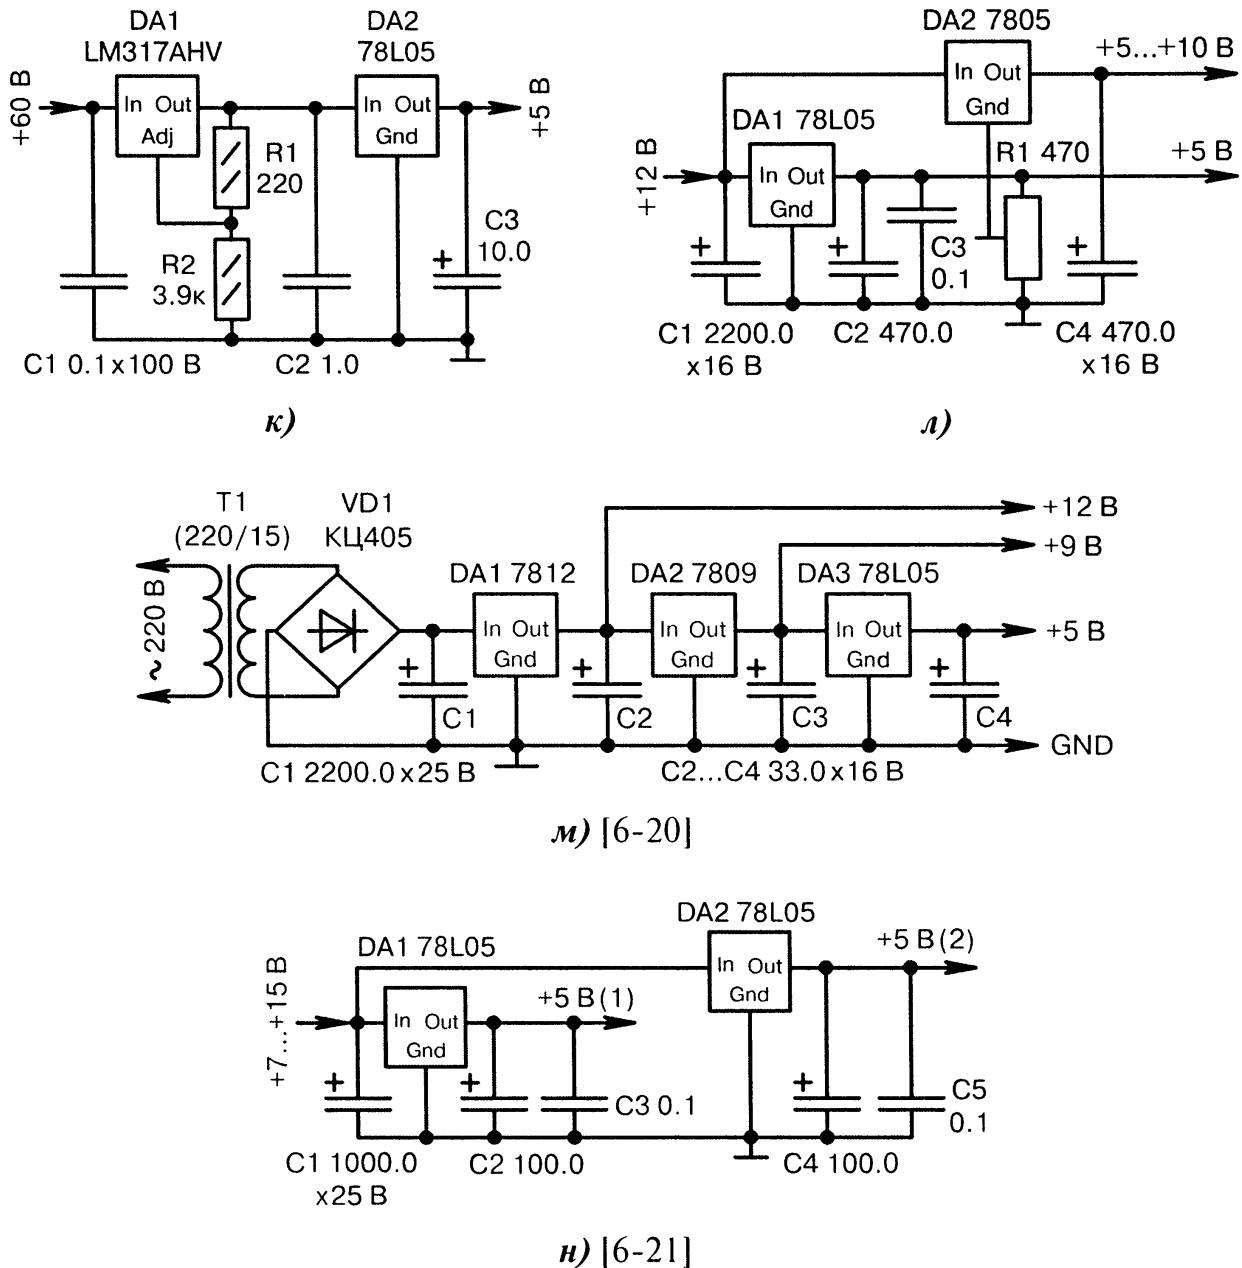 DA1
LM317AHV
DA2
78L05
+60 В
In Out
Adj
In Out
Gnd
+5 В
R1
220
R2
3.9к
C3
10.0
+
C1 0.1x100 В
C2 1.0
к)
DA2 7805
+5...+10 В
In Out
Gnd
DA1 78L05
R1 470
+5 В
+12 В
In Out
Gnd
+
+
C3
0.1
+
C1 2200.0
x16 В
C2 470.0
C4 470.0
x16 В
л)
T1
(220/15)
VD1
КЦ405
+12 В
+9 В
DA1 7812
DA2 7809
DA3 78L05
~220 В
In Out
Gnd
In Out
Gnd
In Out
Gnd
+5 В
+
C1
+
C2
+
C3
+
C4
GND
C1 2200.0x25 В
C2...C4 33.0x16 В
м) [6-20]
DA2 78L05
DA1 78L05
In Out
Gnd
+5 В(2)
+7...+15 В
In Out
Gnd
+5 В(1)
+
+
C3 0.1
+
C5
0.1
C1 1000.0
x25 В
C2 100.0
C4 100.0
н) [6-21]